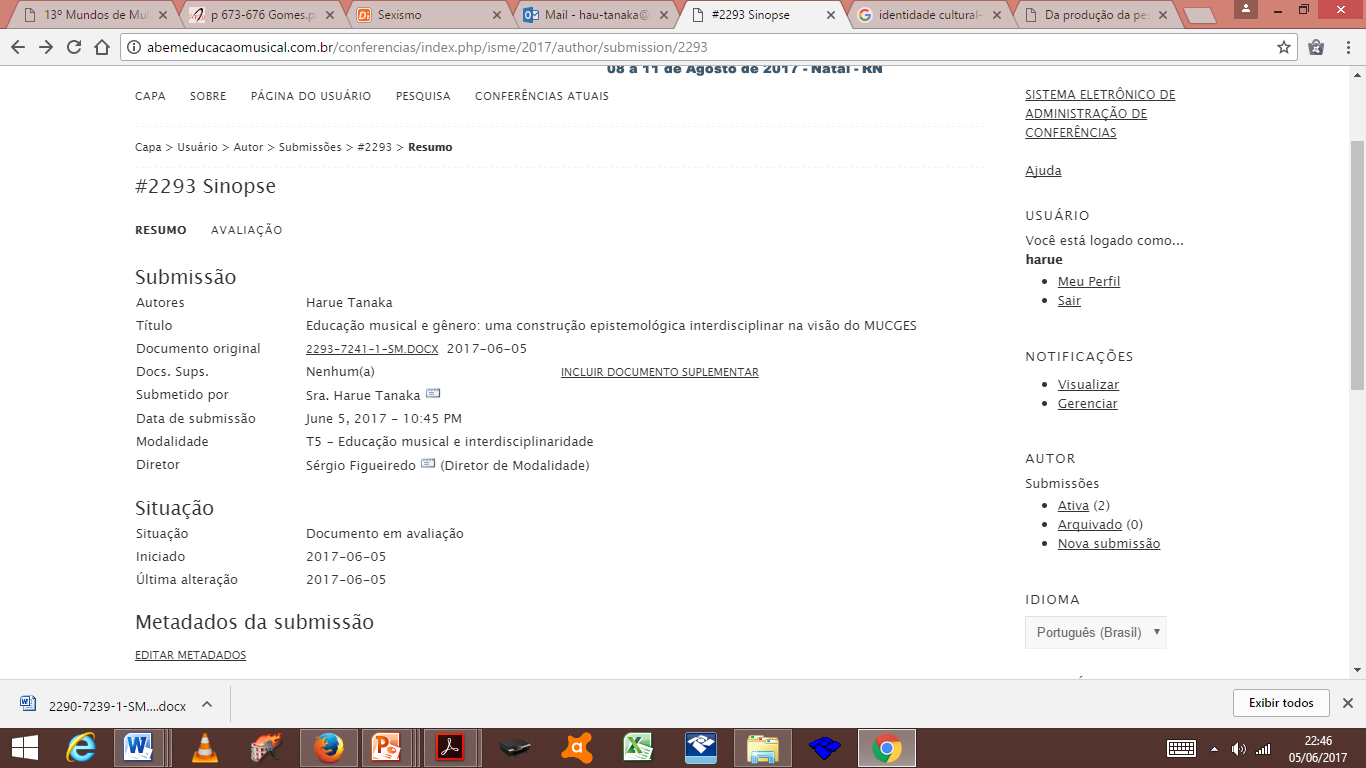 13º Mundos de Mul
p 673-676 Gomes.p
Sexismo
Mail - hau-tanaka@
#2293 Sinopse
identidade cultural-
Da produção da pes
abemeducacaomusical.com.br/conferencias/index.php/isme/2017/author/submission/2293
08 a 11 de Agosto de 2017 - Natal - RN
CAPA SOBRE PÁGINA DO USUÁRIO PESQUISA CONFERÊNCIAS ATUAIS
Capa > Usuário > Autor > Submissões > #2293 > Resumo
#2293 Sinopse
RESUMO AVALIAÇÃO
Submissão
Autores Harue Tanaka
Título Educação musical e gênero: uma construção epistemológica interdisciplinar na visão do MUCGES
Documento original 2293-7241-1-SM.DOCX 2017-06-05
Docs. Sups. Nenhum(a) INCLUIR DOCUMENTO SUPLEMENTAR
Submetido por Sra. Harue Tanaka
Data de submissão June 5, 2017 - 10:45 PM
Modalidade T5 - Educação musical e interdisciplinaridade
Diretor Sérgio Figueiredo (Diretor de Modalidade)
Situação
Situação Documento em avaliação
Iniciado 2017-06-05
Última alteração 2017-06-05
Metadados da submissão
EDITAR METADADOS
SISTEMA ELETRÔNICO DE
ADMINISTRAÇÃO DE
CONFERÊNCIAS
Ajuda
USUÁRIO
Você está logado como...
harue
Meu Perfil
Sair
NOTIFICAÇÕES
Visualizar
Gerenciar
AUTOR
Submissões
Ativa (2)
Arquivado (0)
Nova submissão
IDIOMA
Português (Brasil)
2290-7239-1-SM....docx
Exibir todos
22:46
05/06/2017